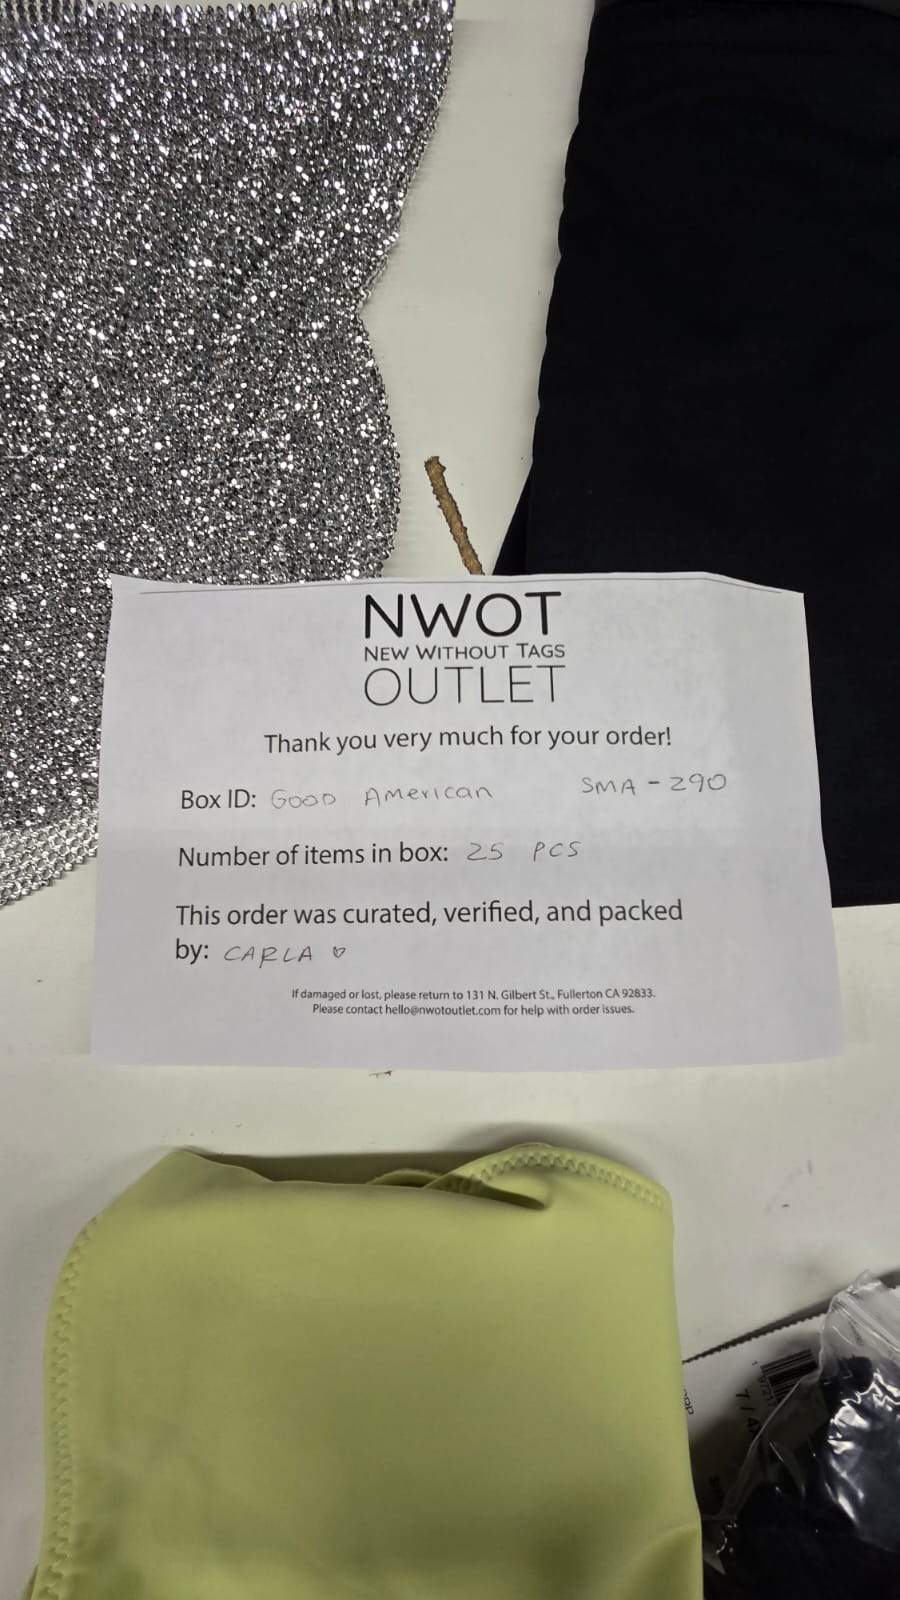 NWOT
NEW WITHOUT TAGS
OUTLET
Thank you very much for your order!
Box ID: GOOD AMERICAN SMA-290
Number of items in box: 25 PCS
This order was curated, verified, and packed
by: CARLA ♡
If damaged or lost, please return to 131 N. Gilbert St., Fullerton CA 92833.
Please contact hello@nwotoutlet.com for help with order issues.